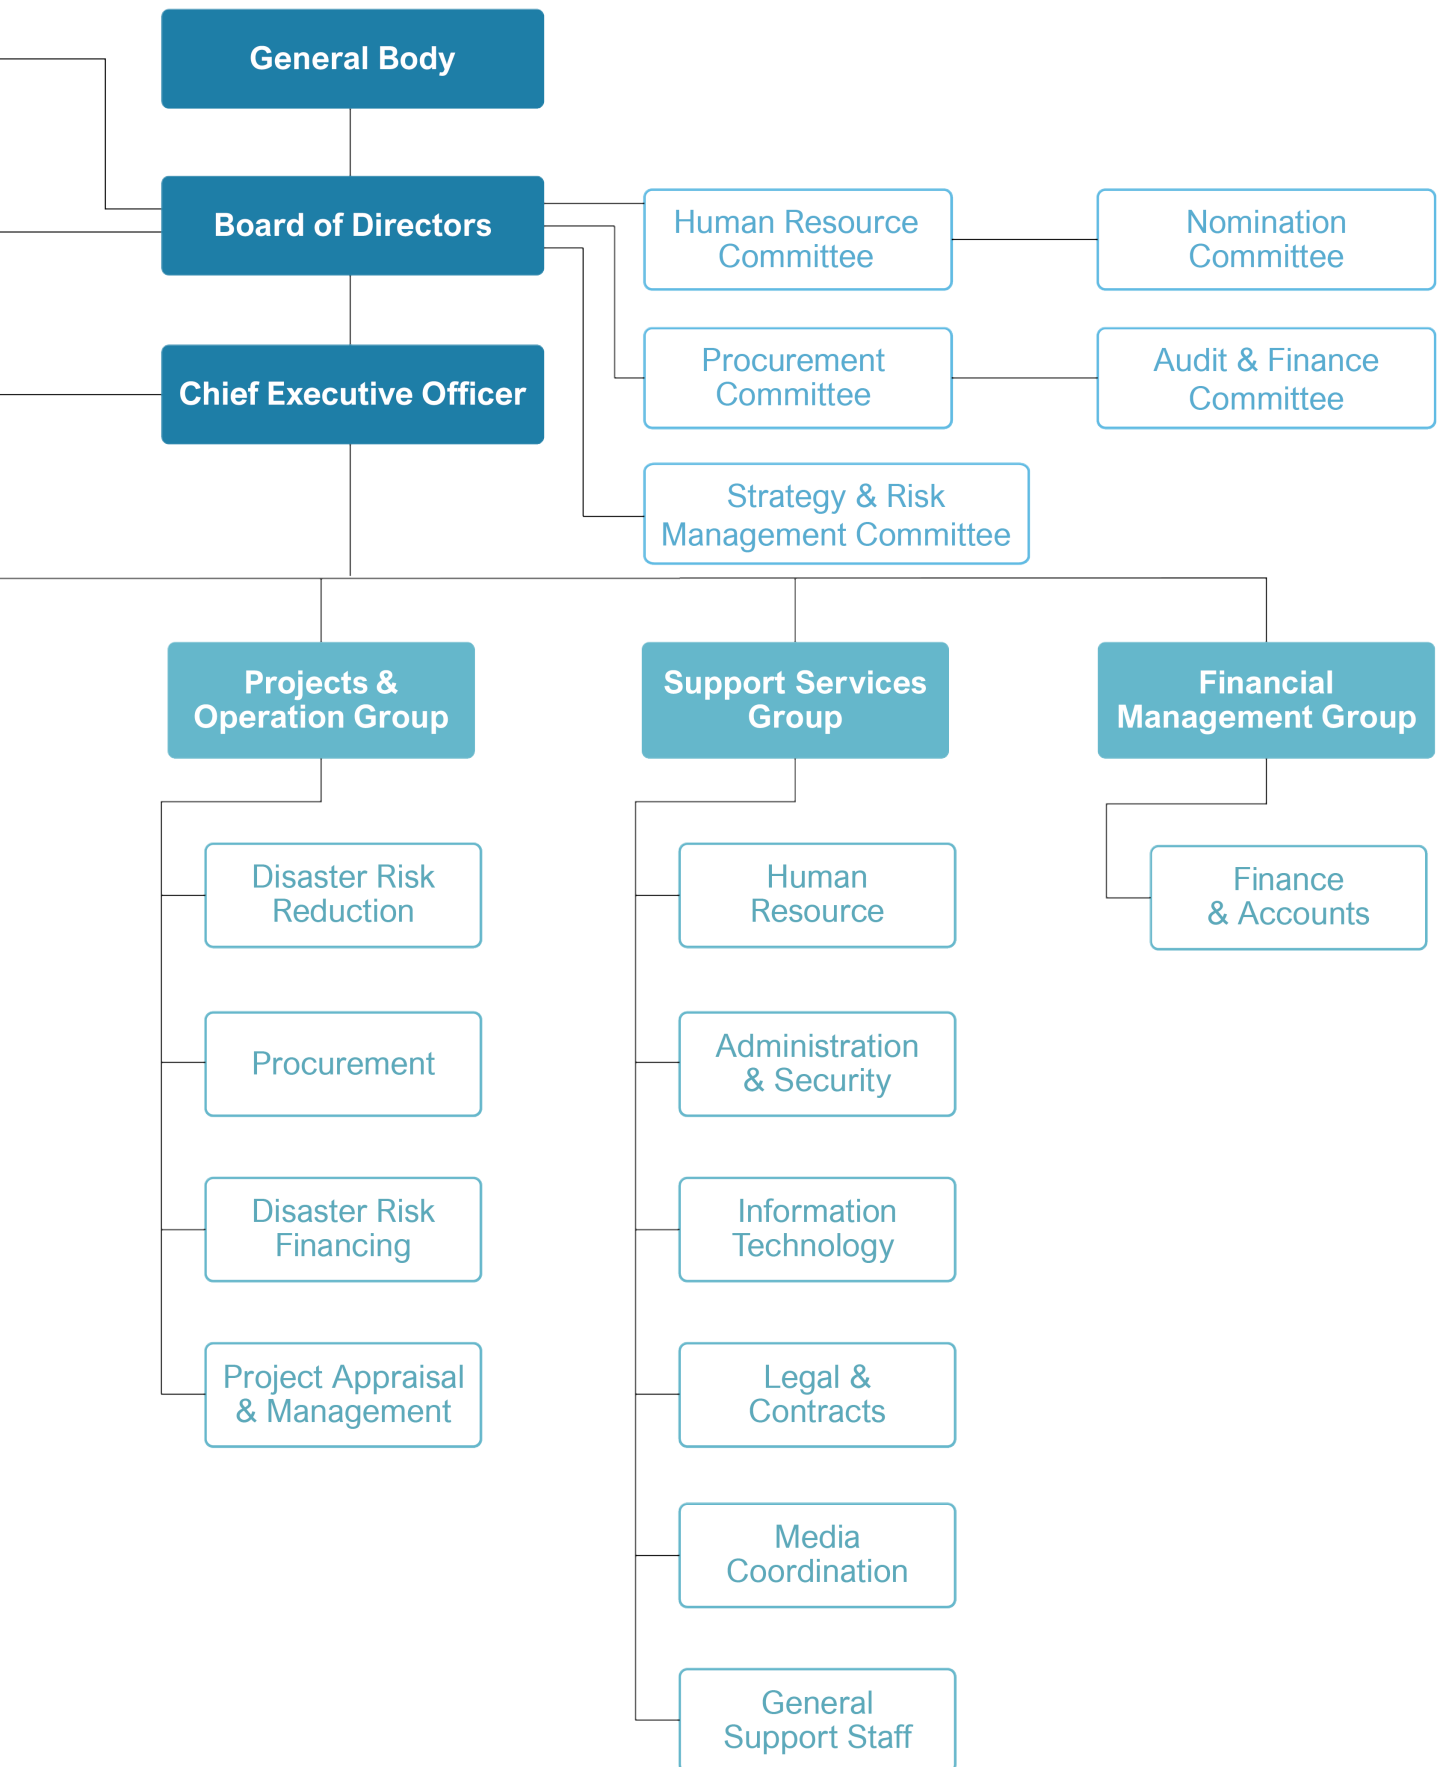 General Body
Board of Directors
Human Resource
Committee
Nomination
Committee
Chief Executive Officer
Procurement
Committee
Audit & Finance
Committee
Strategy & Risk
Management Committee
Projects &
Operation Group
Support Services
Group
Financial
Management Group
Disaster Risk
Reduction
Procurement
Disaster Risk
Financing
Project Appraisal
& Management
Human
Resource
Administration
& Security
Information
Technology
Legal &
Contracts
Media
Coordination
General
Support Staff
Finance
& Accounts